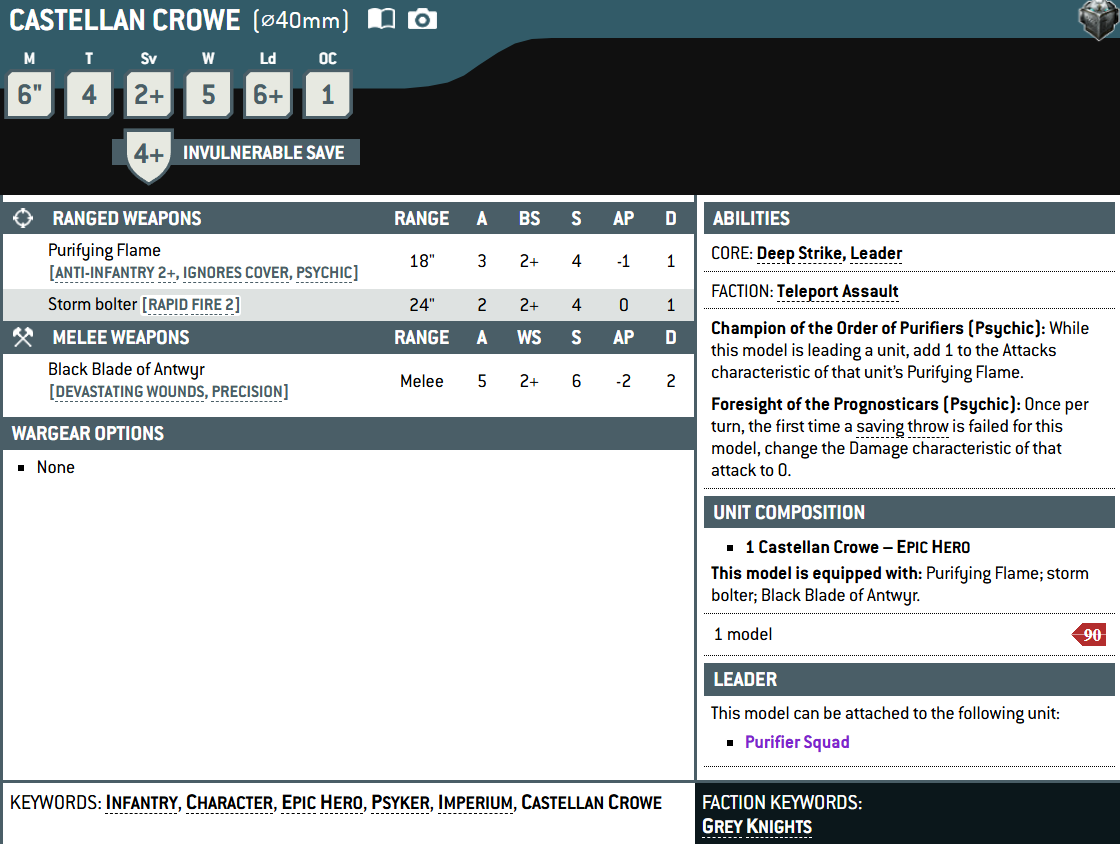 CASTELLAN CROWE (⌀40mm)
M T Sv W Ld OC
6" 4 2+ 5 6+ 1
4+ INVULNERABLE SAVE
RANGED WEAPONS RANGE A BS S AP D
Purifying Flame
[ANTI-INFANTRY 2+, IGNORES COVER, PSYCHIC] 18" 3 2+ 4 -1 1
Storm bolter [RAPID FIRE 2] 24" 2 2+ 4 0 1
MELEE WEAPONS RANGE A WS S AP D
Black Blade of Antwyr
[DEVASTATING WOUNDS, PRECISION] Melee 5 2+ 6 -2 2
WARGEAR OPTIONS
▪ None
ABILITIES
CORE: Deep Strike, Leader
FACTION: Teleport Assault
Champion of the Order of Purifiers (Psychic): While
this model is leading a unit, add 1 to the Attacks
characteristic of that unit's Purifying Flame.
Foresight of the Prognosticars (Psychic): Once per
turn, the first time a saving throw is failed for this
model, change the Damage characteristic of that
attack to 0.
UNIT COMPOSITION
▪ 1 Castellan Crowe – EPIC HERO
This model is equipped with: Purifying Flame; storm
bolter; Black Blade of Antwyr.
1 model 90
LEADER
This model can be attached to the following unit:
▪ Purifier Squad
KEYWORDS: INFANTRY, CHARACTER, EPIC HERO, PSYKER, IMPERIUM, CASTELLAN CROWE
FACTION KEYWORDS:
GREY KNIGHTS